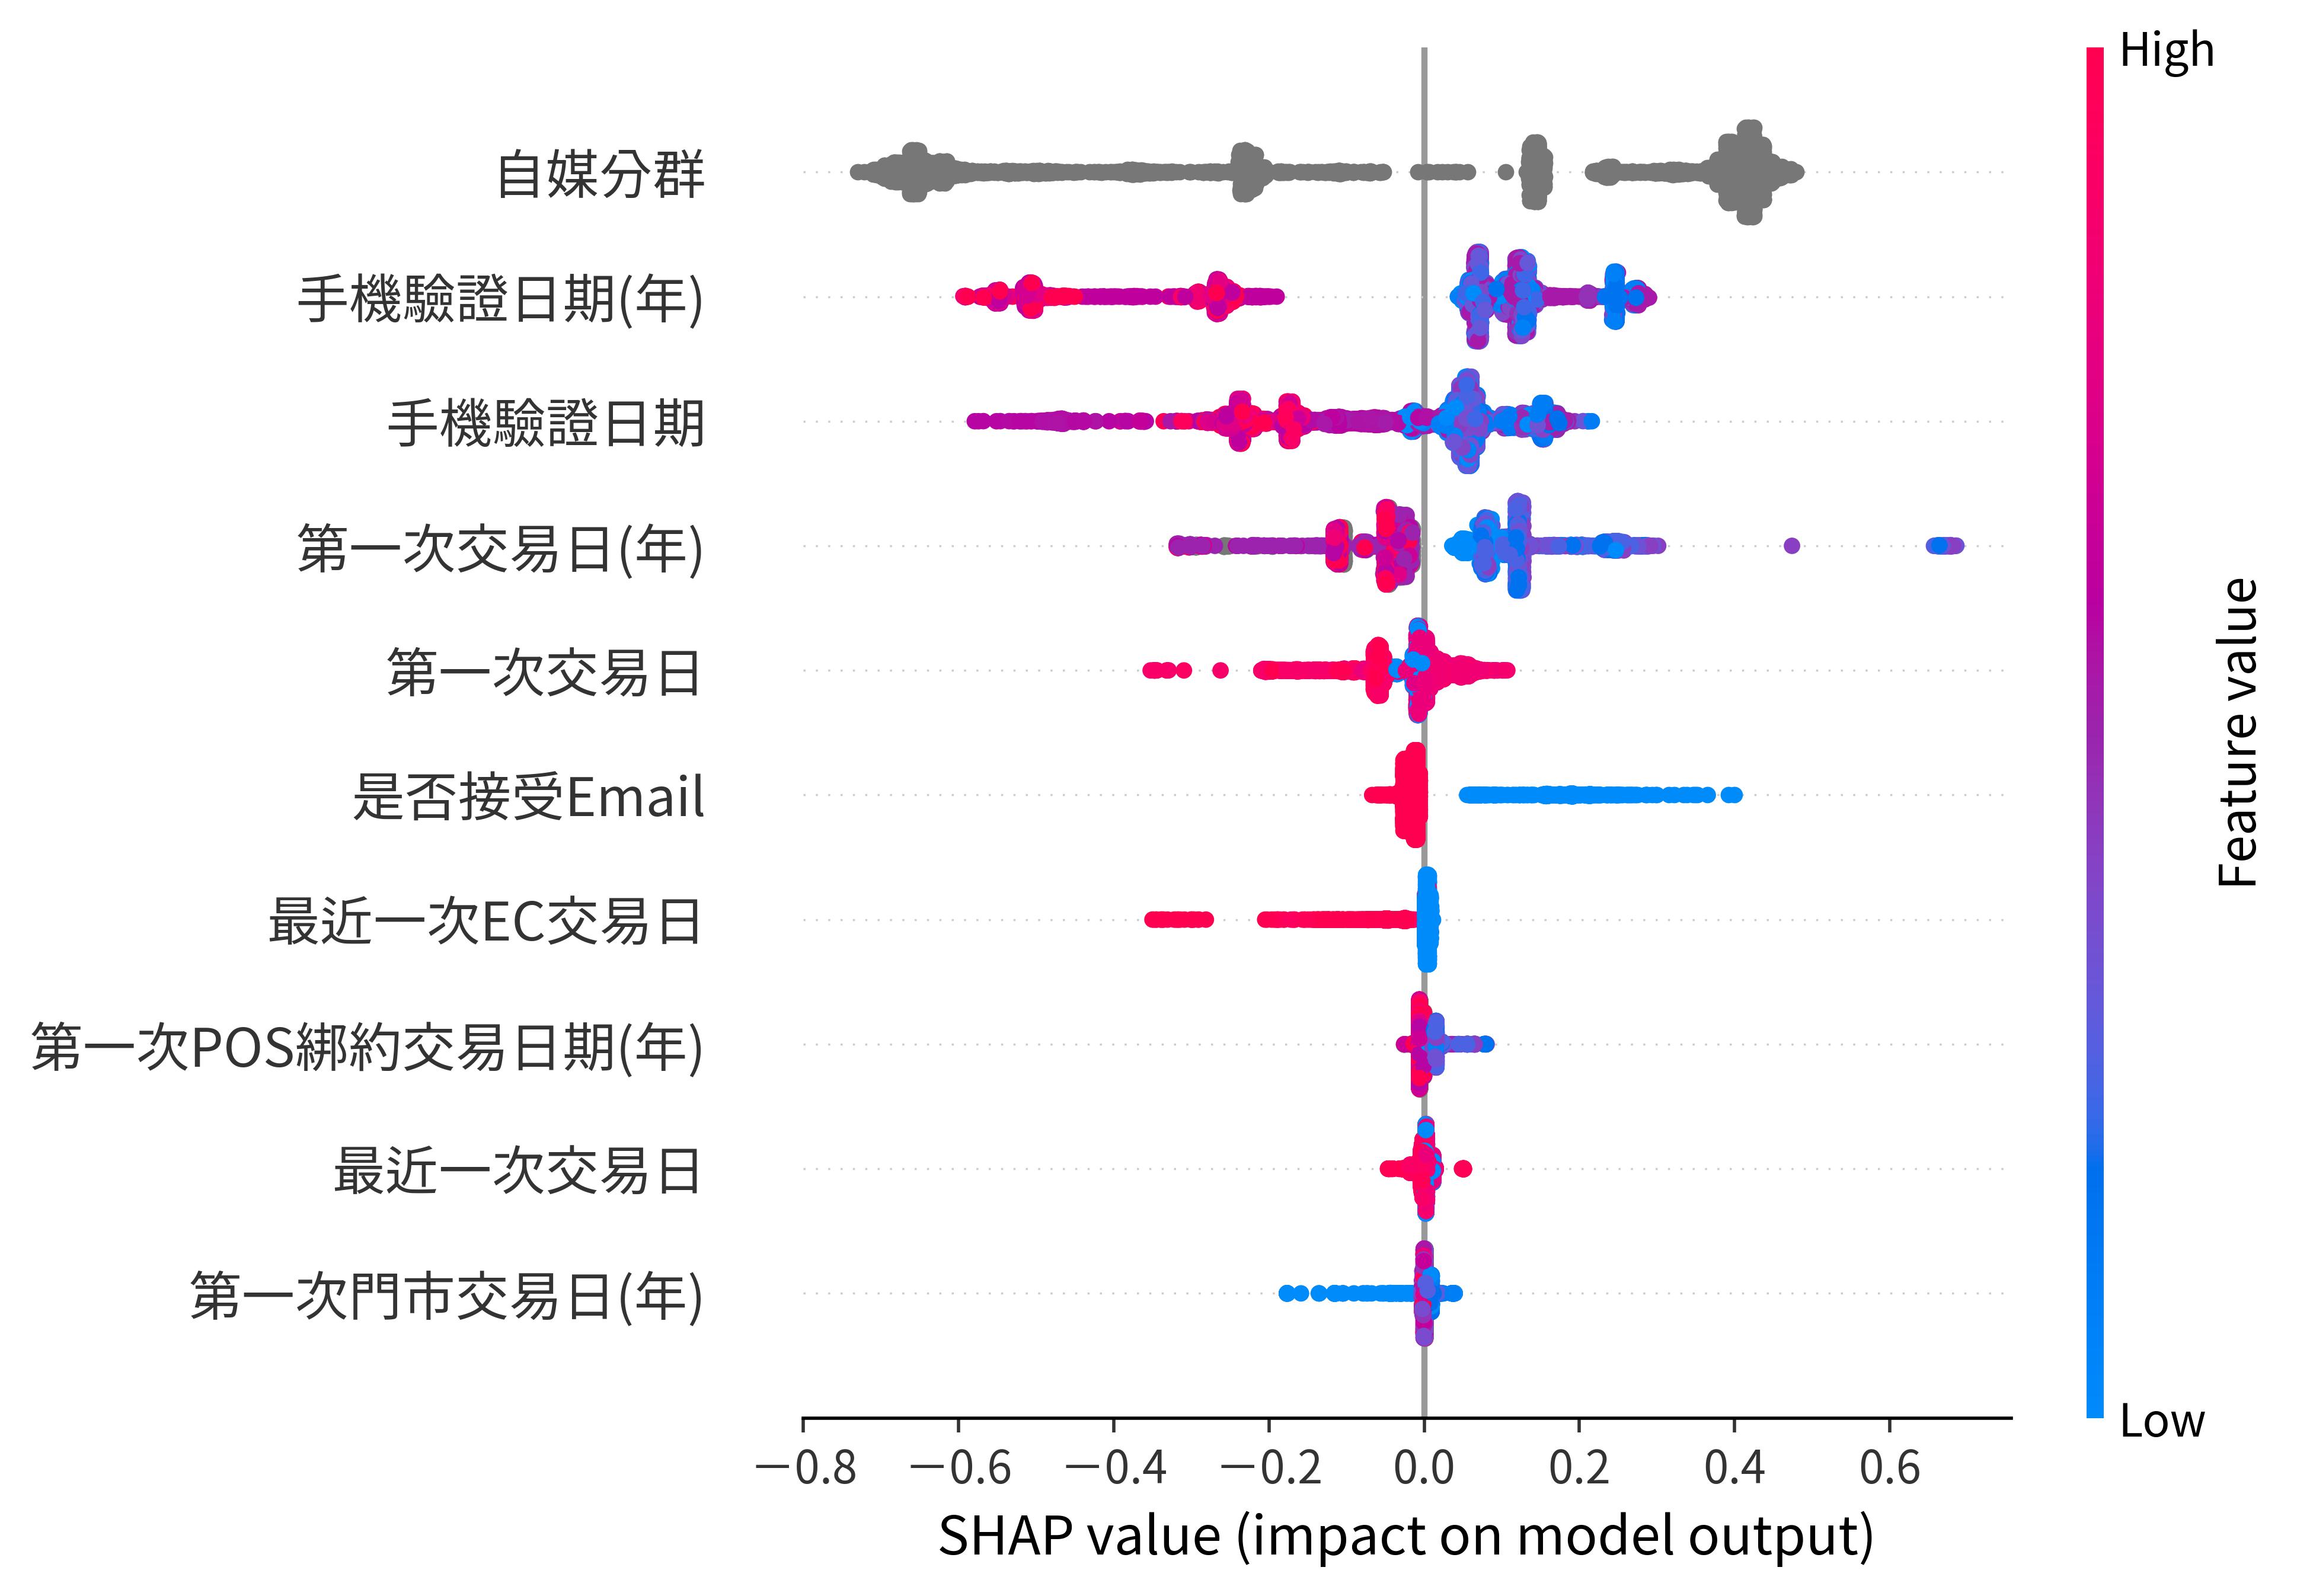 High
自媒分群
手機驗證日期(年)
手機驗證日期
第一次交易日(年)
第一次交易日
是否接受Email
最近一次EC交易日
第一次POS綁約交易日期(年)
最近一次交易日
第一次門市交易日(年)
Feature value
Low
−0.8 −0.6 −0.4 −0.2 0.0 0.2 0.4 0.6
SHAP value (impact on model output)